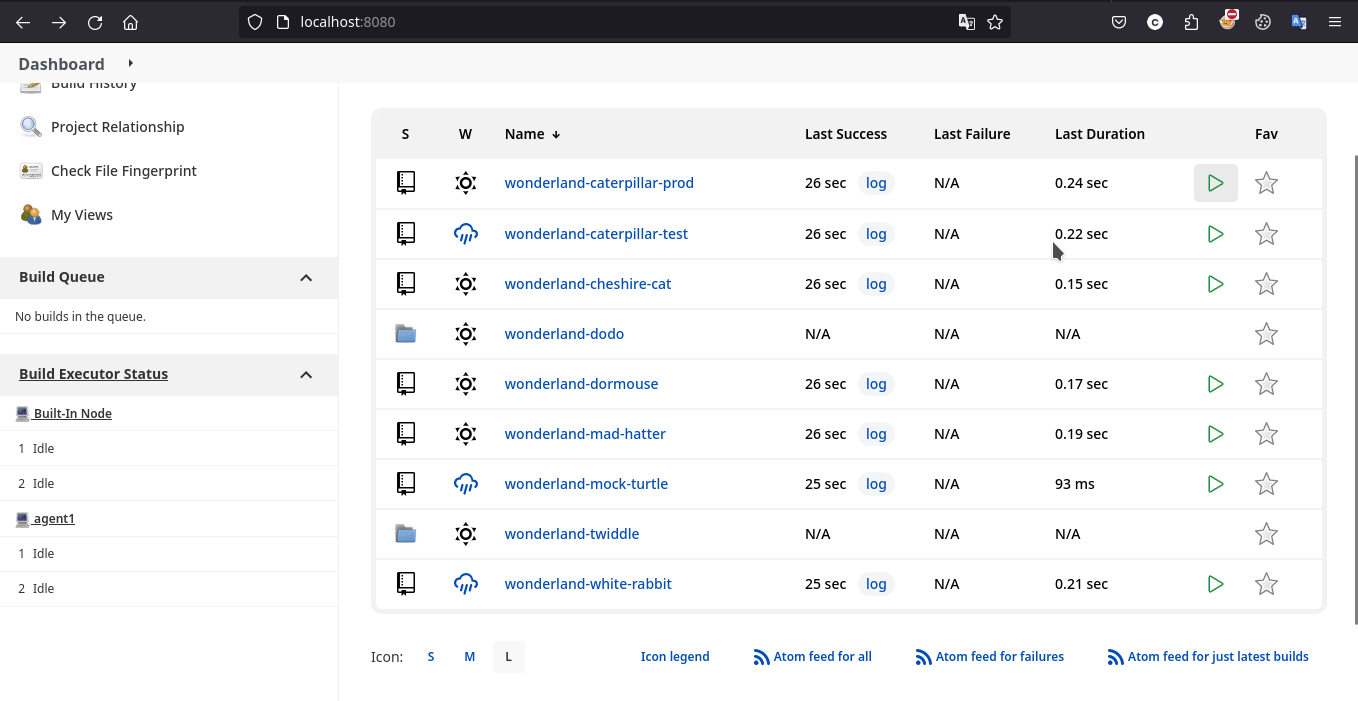 localhost:8080
Dashboard
Build History
Project Relationship
Check File Fingerprint
My Views
Build Queue
No builds in the queue.
Build Executor Status
Built-In Node
1 Idle
2 Idle
agent1
1 Idle
2 Idle
S W Name ↓ Last Success Last Failure Last Duration Fav
wonderland-caterpillar-prod 26 sec log N/A 0.24 sec
wonderland-caterpillar-test 26 sec log N/A 0.22 sec
wonderland-cheshire-cat 26 sec log N/A 0.15 sec
wonderland-dodo N/A N/A N/A
wonderland-dormouse 26 sec log N/A 0.17 sec
wonderland-mad-hatter 26 sec log N/A 0.19 sec
wonderland-mock-turtle 25 sec log N/A 93 ms
wonderland-twiddle N/A N/A N/A
wonderland-white-rabbit 25 sec log N/A 0.21 sec
Icon: S M L Icon legend Atom feed for all Atom feed for failures Atom feed for just latest builds